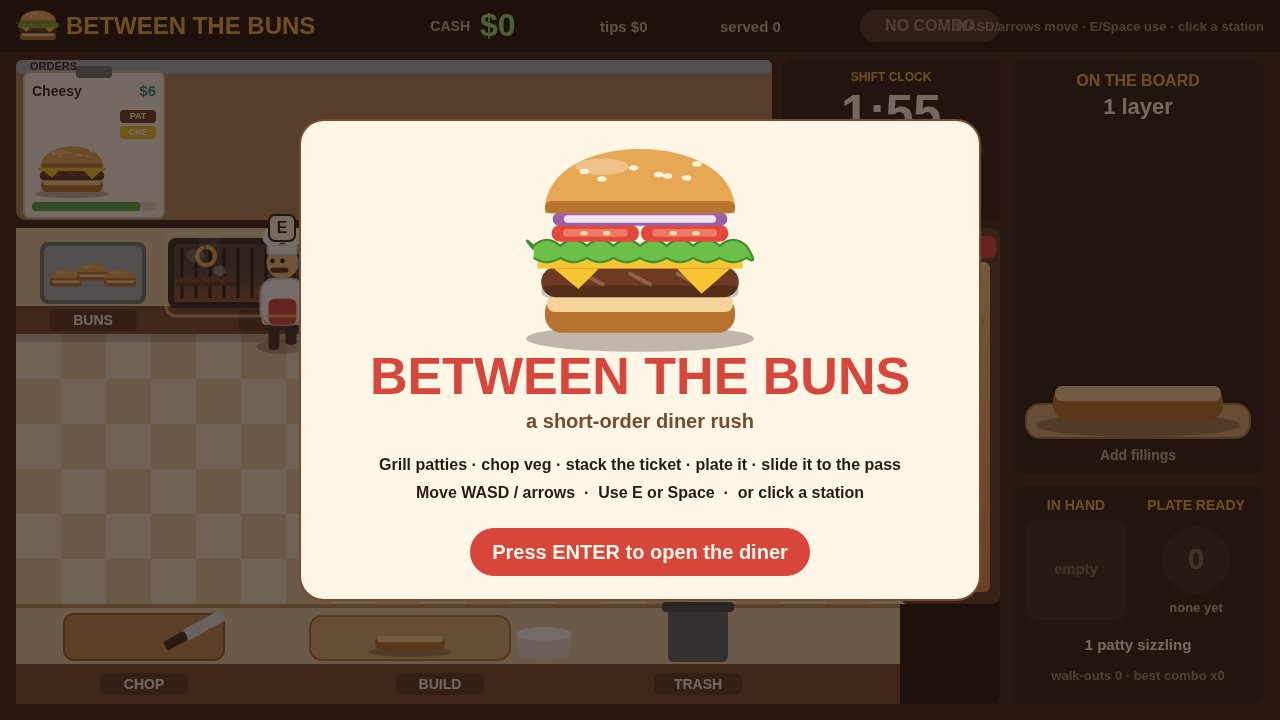 BETWEEN THE BUNS
CASH $0
tips $0
served 0
NO COMBO
WASD/arrows move · E/Space use · click a station
ORDERS
Cheesy $6
PAT
CHE
SHIFT CLOCK
1:55
ON THE BOARD
1 layer
E
BUNS
BETWEEN THE BUNS
a short-order diner rush
Grill patties · chop veg · stack the ticket · plate it · slide it to the pass
Move WASD / arrows · Use E or Space · or click a station
Press ENTER to open the diner
Add fillings
IN HAND
PLATE READY
empty
0
none yet
1 patty sizzling
walk-outs 0 · best combo x0
CHOP
BUILD
TRASH